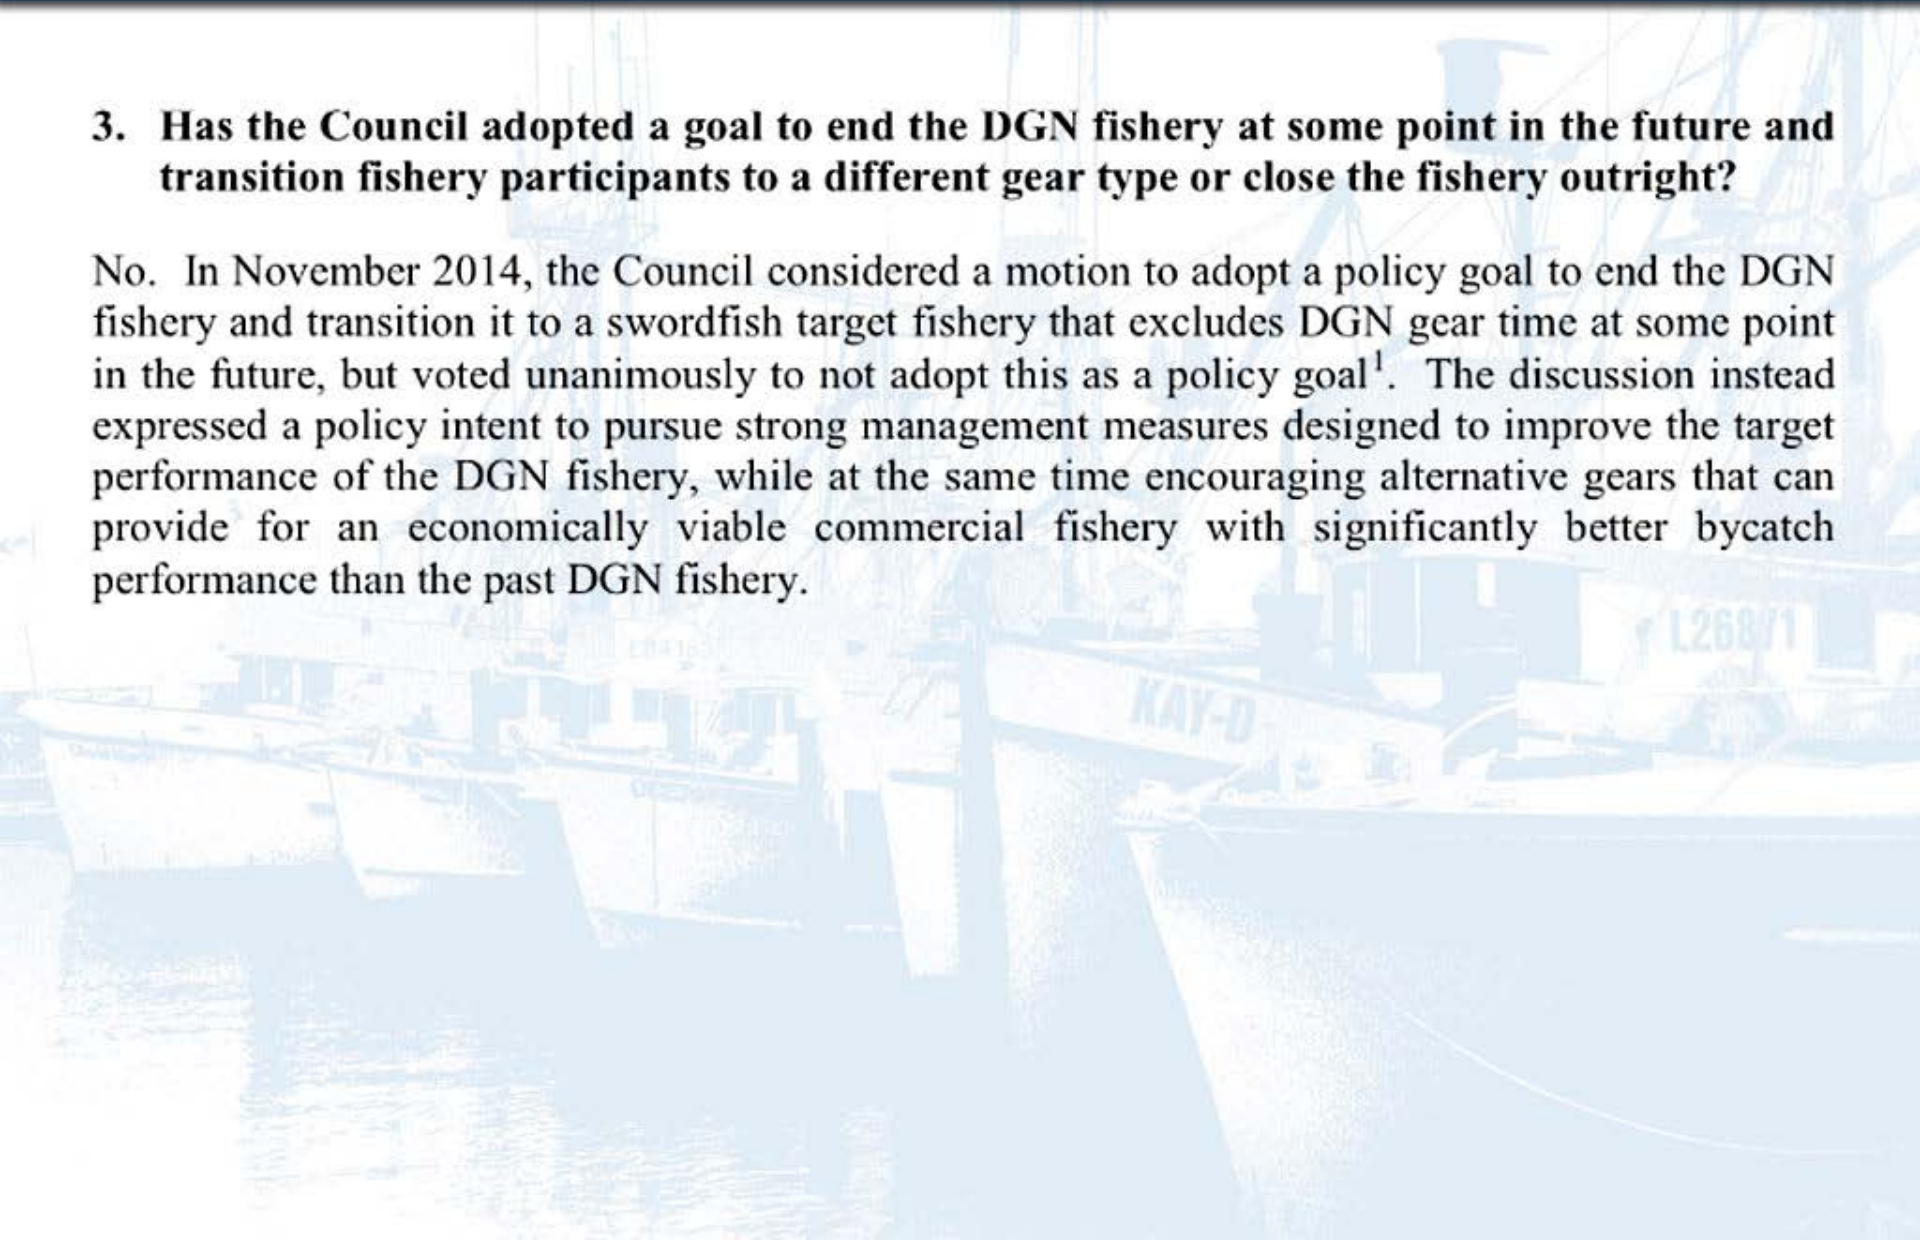 3. Has the Council adopted a goal to end the DGN fishery at some point in the future and
transition fishery participants to a different gear type or close the fishery outright?
No. In November 2014, the Council considered a motion to adopt a policy goal to end the DGN
fishery and transition it to a swordfish target fishery that excludes DGN gear time at some point
in the future, but voted unanimously to not adopt this as a policy goal¹. The discussion instead
expressed a policy intent to pursue strong management measures designed to improve the target
performance of the DGN fishery, while at the same time encouraging alternative gears that can
provide for an economically viable commercial fishery with significantly better bycatch
performance than the past DGN fishery.
L26871
KAY-D